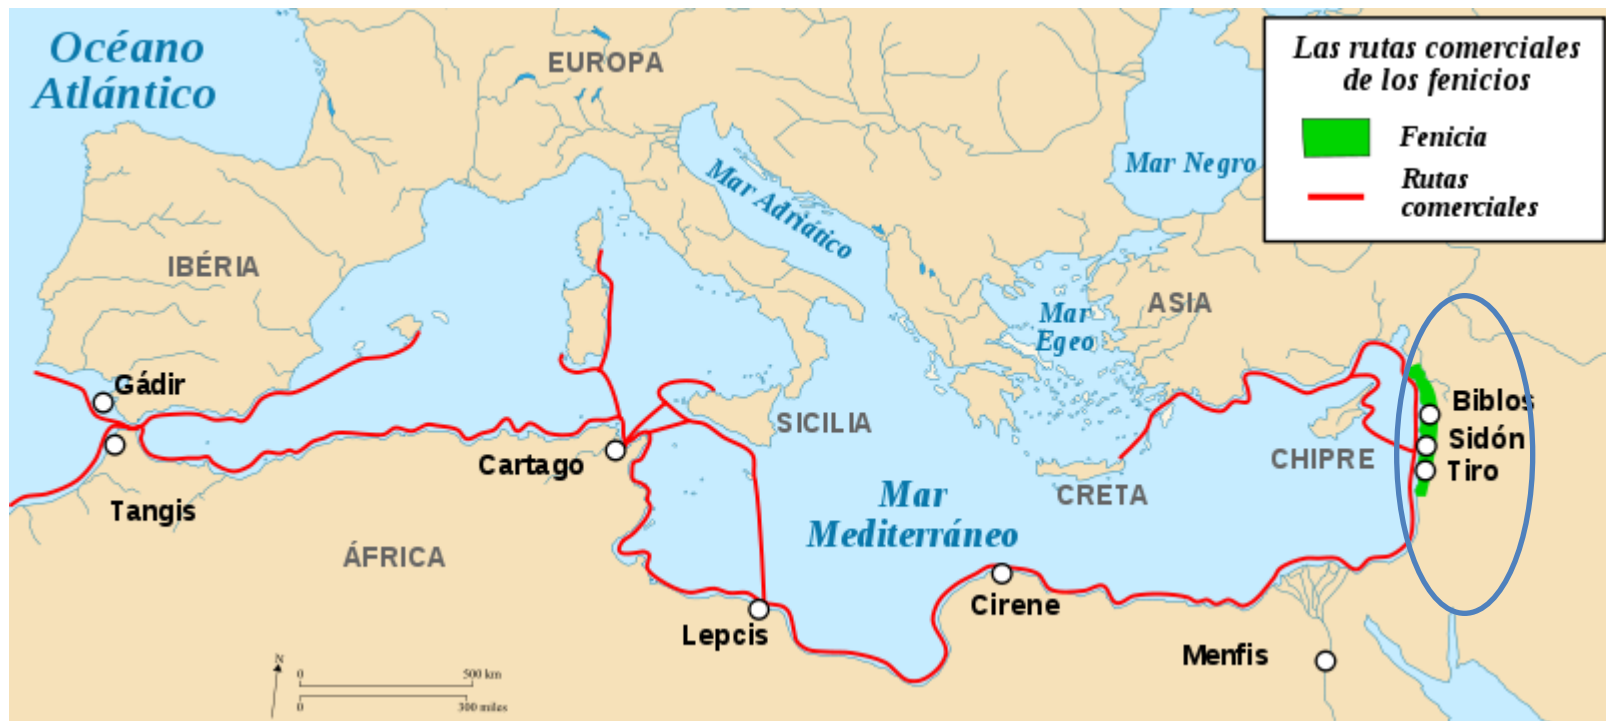 Océano
Atlántico
EUROPA
Las rutas comerciales
de los fenicios
Fenicia
Rutas
comerciales
Mar Negro
Mar Adriático
IBÉRIA
ASIA
Mar
Egeo
Gádir
Biblos
SICILIA
Sidón
CHIPRE
Tiro
Cartago
CRETA
Mar
Mediterráneo
Tangis
ÁFRICA
Cirene
Lepcis
Menfis
N
0
500 km
0
300 miles